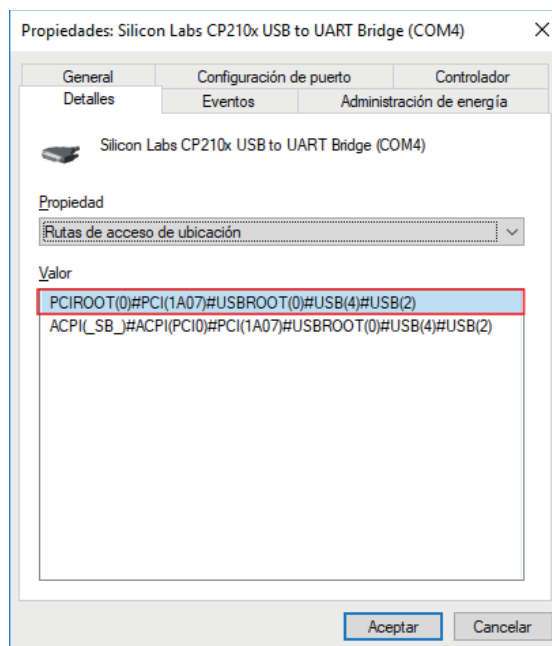 Propiedades: Silicon Labs CP210x USB to UART Bridge (COM4)
General Configuración de puerto Controlador
Detalles Eventos Administración de energía
Silicon Labs CP210x USB to UART Bridge (COM4)
Propiedad
Rutas de acceso de ubicación
Valor
PCIROOT(0)#PCI(1A07)#USBROOT(0)#USB(4)#USB(2)
ACPI(_SB_)#ACPI(PCI0)#PCI(1A07)#USBROOT(0)#USB(4)#USB(2)
Aceptar Cancelar